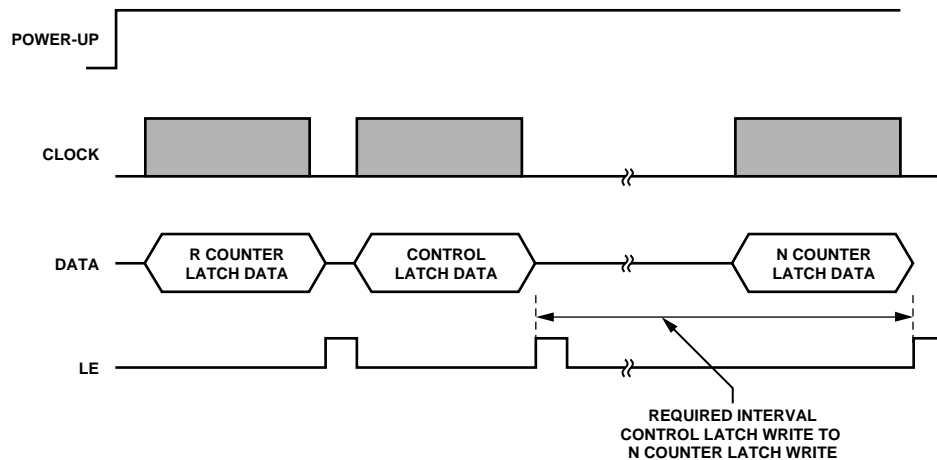 POWER-UP
CLOCK
R COUNTER
LATCH DATA
CONTROL
LATCH DATA
N COUNTER
LATCH DATA
DATA
LE
REQUIRED INTERVAL
CONTROL LATCH WRITE TO
N COUNTER LATCH WRITE